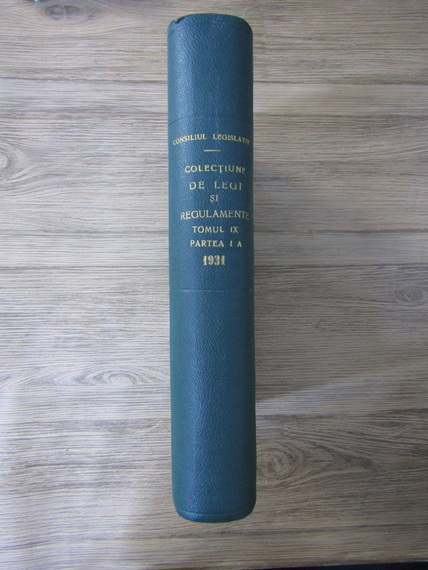 CONSILIUL LEGISLATIV
COLECȚIUNE
DE LEGI
ȘI
REGULAMENTE
TOMUL IX
PARTEA I A
1931